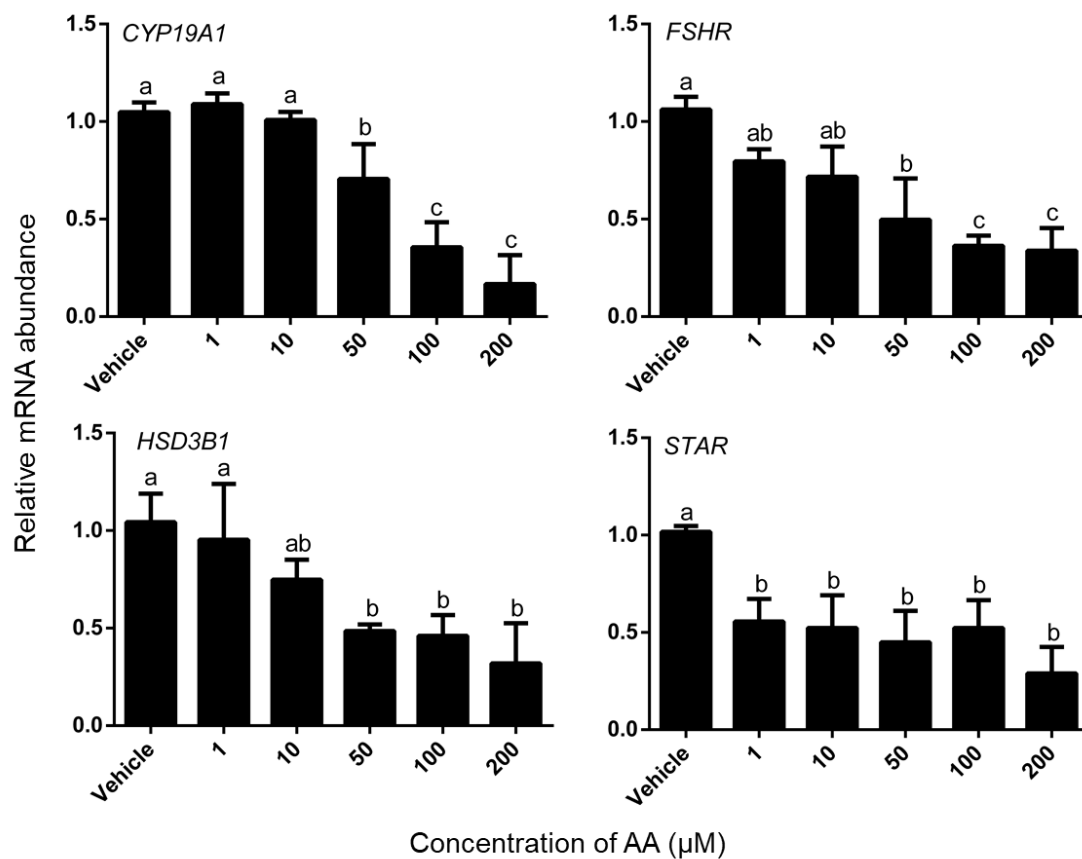 Relative mRNA abundance
CYP19A1
1.5
1.0
0.5
0.0
a
a
a
b
c
c
Vehicle
1
10
50
100
200
FSHR
1.5
1.0
0.5
0.0
a
ab
ab
b
c
c
Vehicle
1
10
50
100
200
HSD3B1
1.5
1.0
0.5
0.0
a
a
ab
b
b
b
Vehicle
1
10
50
100
200
STAR
1.5
1.0
0.5
0.0
a
b
b
b
b
b
Vehicle
1
10
50
100
200
Concentration of AA (µM)